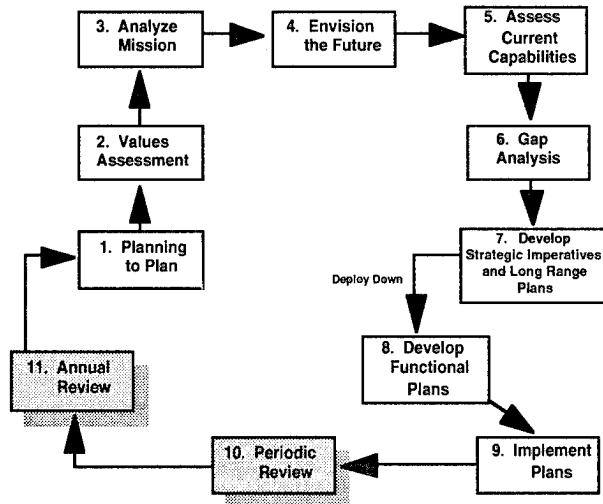 3. Analyze
Mission
4. Envision
the Future
5. Assess
Current
Capabilities
2. Values
Assessment
6. Gap
Analysis
1. Planning
to Plan
7. Develop
Strategic Imperatives
and Long Range
Plans
Deploy Down
8. Develop
Functional
Plans
11. Annual
Review
10. Periodic
Review
9. Implement
Plans